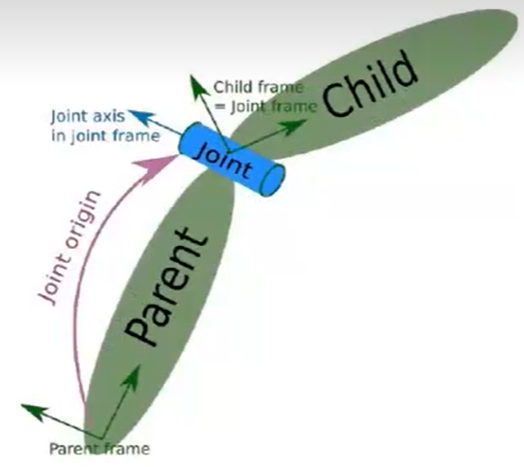 Child
Child frame
= Joint frame
Joint axis
in joint frame
Joint
Joint origin
Parent
Parent frame